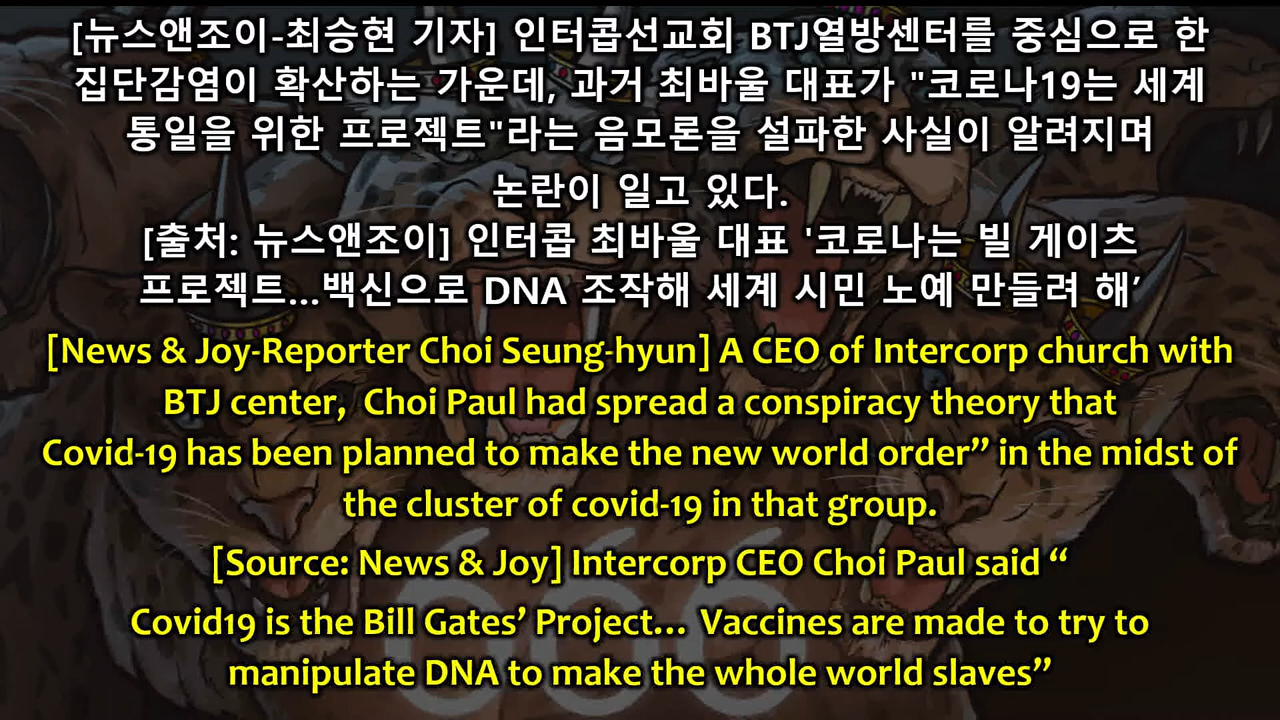 [뉴스앤조이-최승현 기자] 인터콥선교회 BTJ열방센터를 중심으로 한
집단감염이 확산하는 가운데, 과거 최바울 대표가 "코로나19는 세계
통일을 위한 프로젝트"라는 음모론을 설파한 사실이 알려지며
논란이 일고 있다.
[출처: 뉴스앤조이] 인터콥 최바울 대표 '코로나는 빌 게이츠
프로젝트...백신으로 DNA 조작해 세계 시민 노예 만들려 해’
[News & Joy-Reporter Choi Seung-hyun] A CEO of Intercorp church with
BTJ center,  Choi Paul had spread a conspiracy theory that
Covid-19 has been planned to make the new world order” in the midst of
the cluster of covid-19 in that group.
[Source: News & Joy] Intercorp CEO Choi Paul said “
Covid19 is the Bill Gates’ Project... Vaccines are made to try to
manipulate DNA to make the whole world slaves”
666